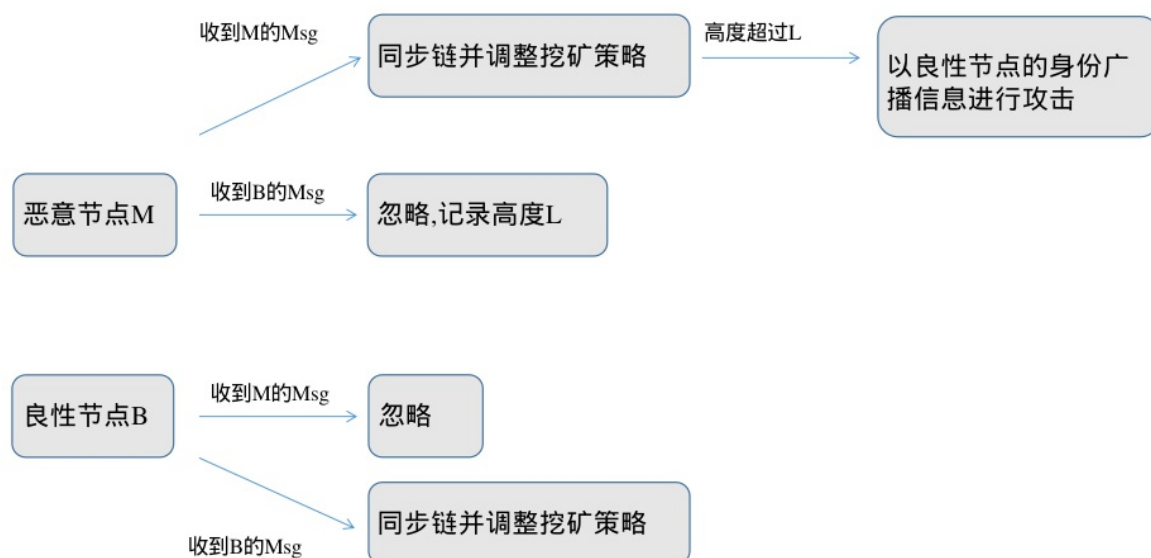 收到M的Msg
同步链并调整挖矿策略
高度超过L
以良性节点的身份广
播信息进行攻击
恶意节点M
收到B的Msg
忽略,记录高度L
良性节点B
收到M的Msg
忽略
收到B的Msg
同步链并调整挖矿策略